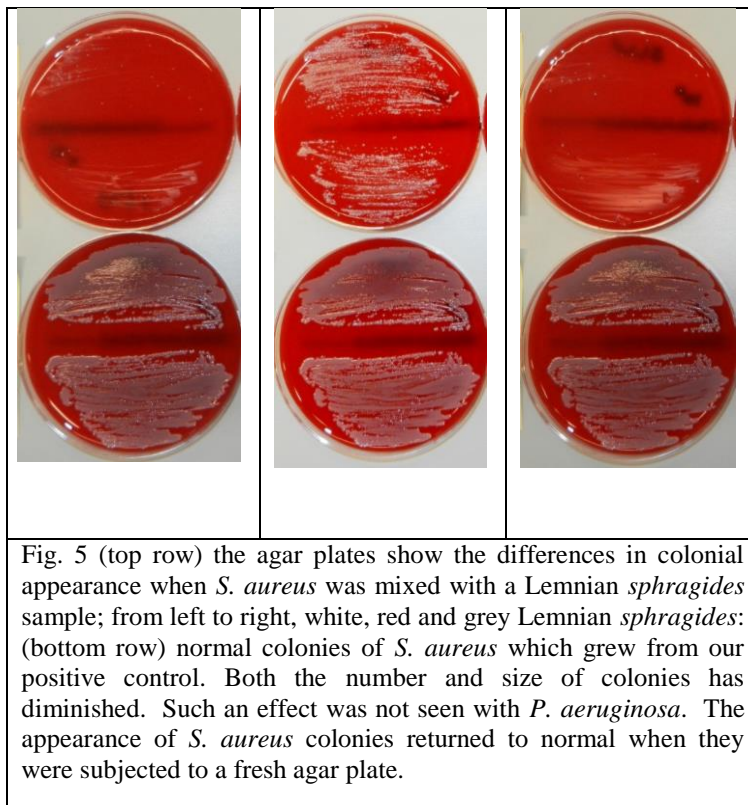 Fig. 5 (top row) the agar plates show the differences in colonial
appearance when S. aureus was mixed with a Lemnian sphragides
sample; from left to right, white, red and grey Lemnian sphragides:
(bottom row) normal colonies of S. aureus which grew from our
positive control. Both the number and size of colonies has
diminished. Such an effect was not seen with P. aeruginosa. The
appearance of S. aureus colonies returned to normal when they
were subjected to a fresh agar plate.